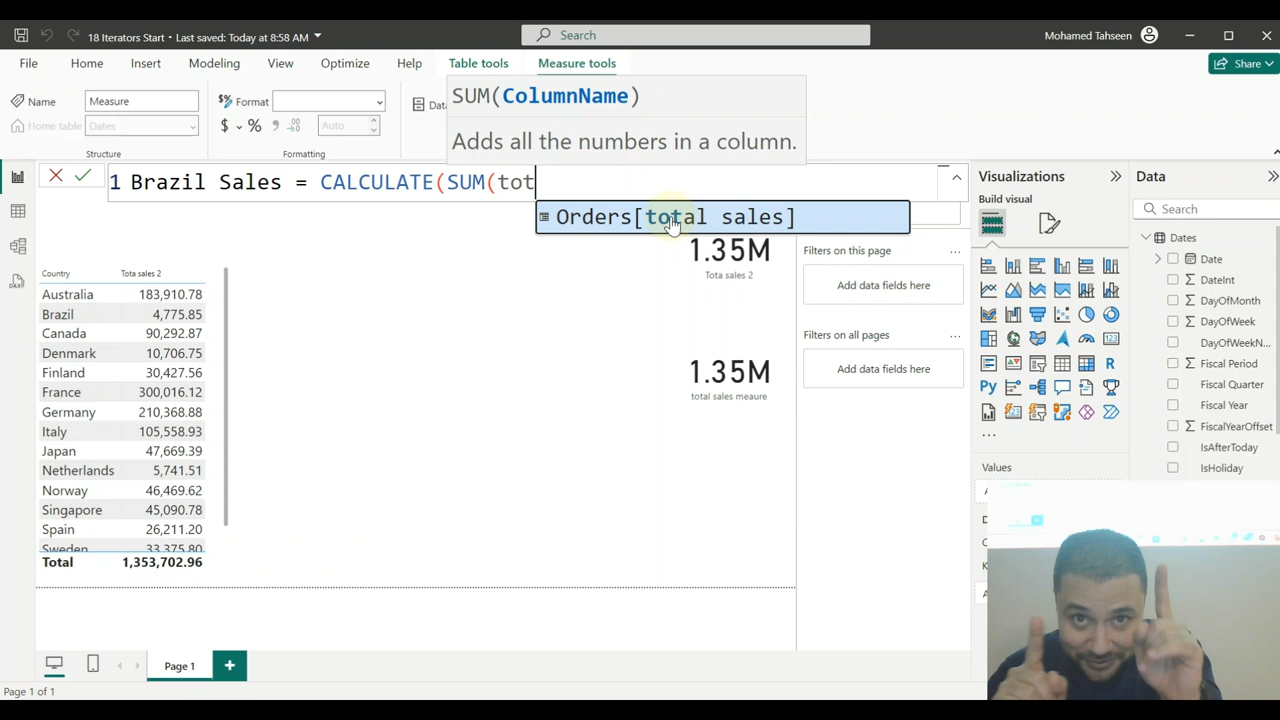 18 Iterators Start • Last saved: Today at 8:58 AM
Search
Mohamed Tahseen
File Home Insert Modeling View Optimize Help Table tools Measure tools
Share
Name Measure
Home table Dates
Structure
Format
$ % Auto
Formatting
Data
SUM(ColumnName)
Adds all the numbers in a column.
1 Brazil Sales = CALCULATE(SUM(tot
Orders[total sales]
Country Tota sales 2
Australia 183,910.78
Brazil 4,775.85
Canada 90,292.87
Denmark 10,706.75
Finland 30,427.56
France 300,016.12
Germany 210,368.88
Italy 105,558.93
Japan 47,669.39
Netherlands 5,741.51
Norway 46,469.62
Singapore 45,090.78
Spain 26,211.20
Sweden 33,375.80
Total 1,353,702.96
1.35M
Tota sales 2
1.35M
total sales meaure
Filters on this page ...
Add data fields here
Filters on all pages ...
Add data fields here
Visualizations
Build visual
R
Py
...
Values
Data
Search
Dates
Date
DateInt
DayOfMonth
DayOfWeek
DayOfWeekN...
Fiscal Period
Fiscal Quarter
Fiscal Year
FiscalYearOffset
IsAfterToday
IsHoliday
Page 1
Page 1 of 1